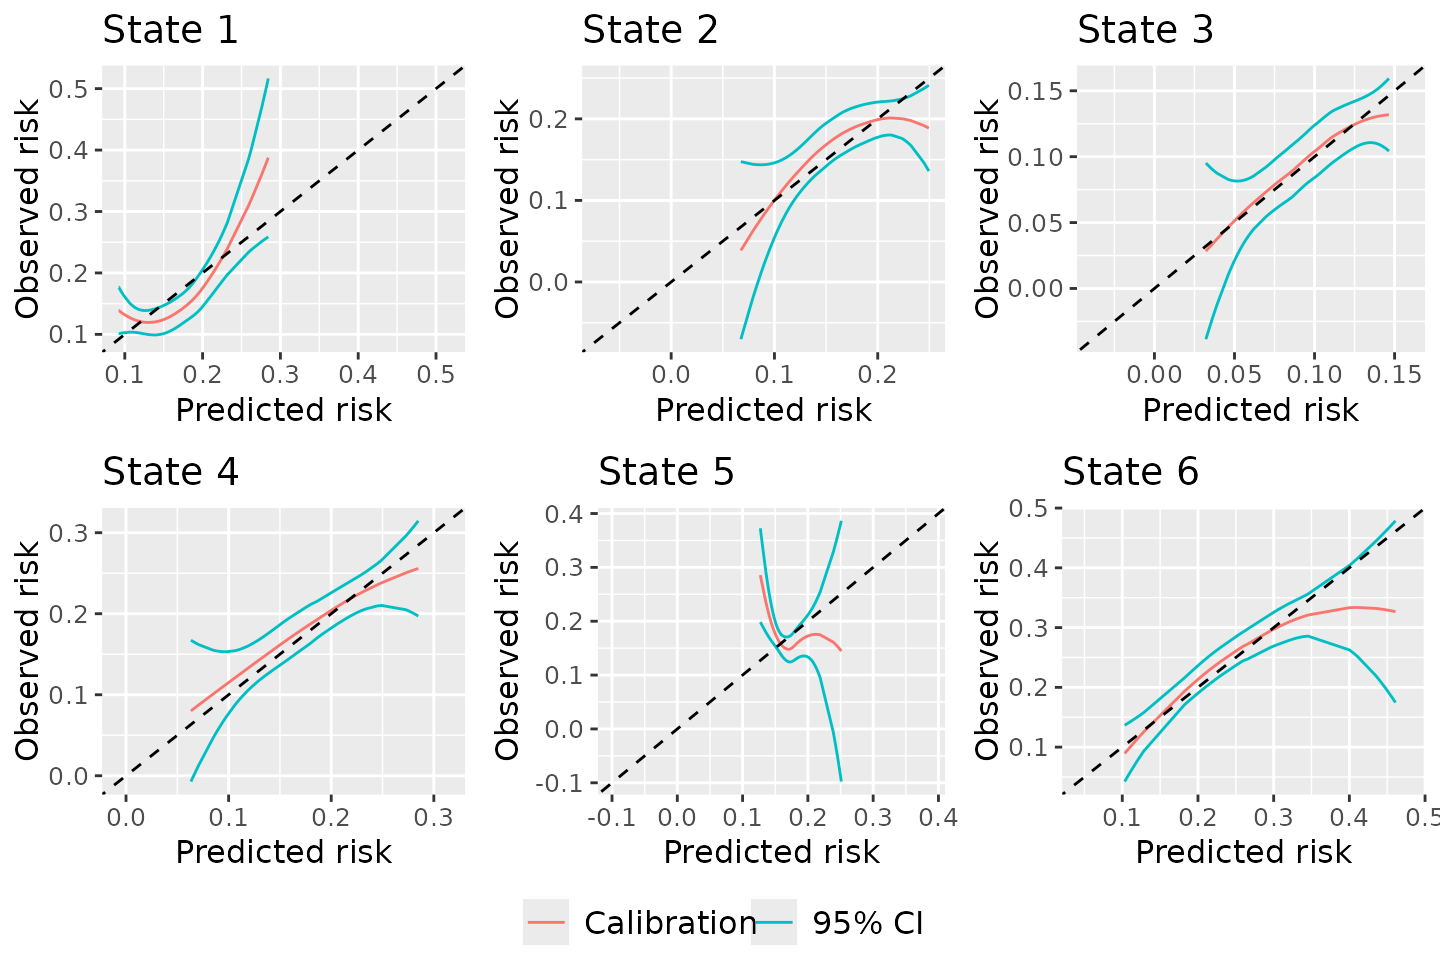 State 1
State 2
State 3
Observed risk
0.5
0.4
0.3
0.2
0.1
0.1 0.2 0.3 0.4 0.5
Predicted risk
Observed risk
0.2
0.1
0.0
0.0 0.1 0.2
Predicted risk
Observed risk
0.15
0.10
0.05
0.00
0.00 0.05 0.10 0.15
Predicted risk
State 4
State 5
State 6
Observed risk
0.3
0.2
0.1
0.0
0.0 0.1 0.2 0.3
Predicted risk
Observed risk
0.4
0.3
0.2
0.1
0.0
-0.1
-0.1 0.0 0.1 0.2 0.3 0.4
Predicted risk
Observed risk
0.5
0.4
0.3
0.2
0.1
0.1 0.2 0.3 0.4 0.5
Predicted risk
Calibration 95% CI